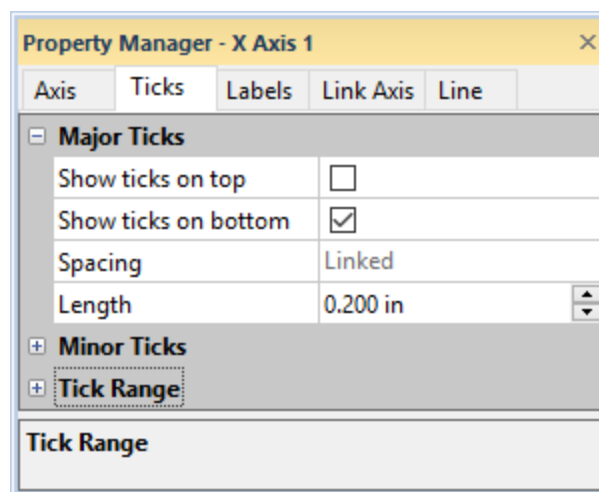 Property Manager - X Axis 1
Axis Ticks Labels Link Axis Line
Major Ticks
Show ticks on top
Show ticks on bottom
Spacing Linked
Length 0.200 in
Minor Ticks
Tick Range
Tick Range